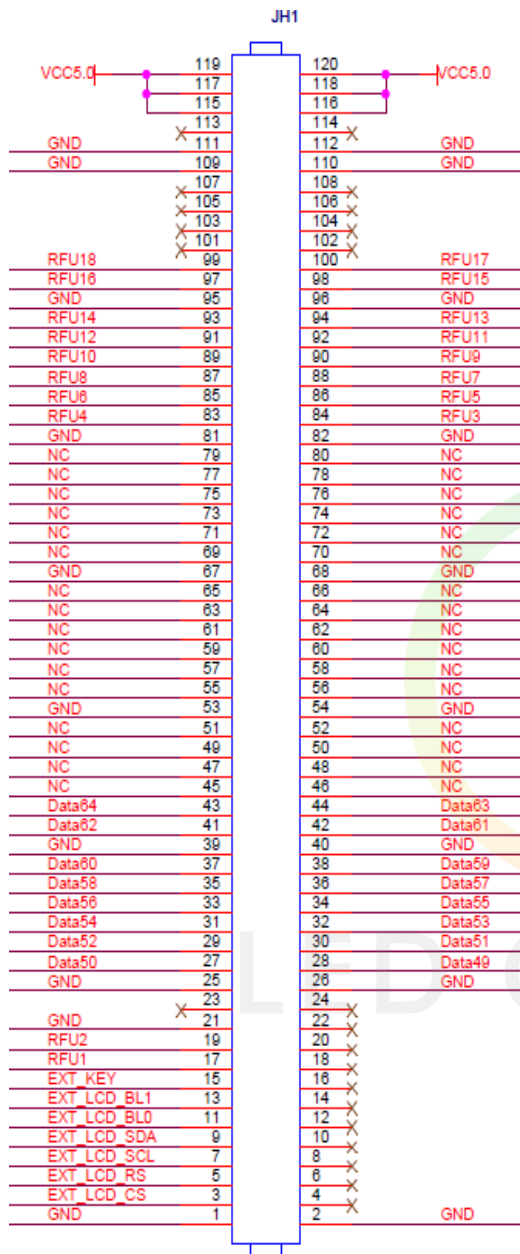 JH1
119 120
VCC5.0 117 118 VCC5.0
115 116
113 114
GND 111 112 GND
GND 109 110 GND
107 108
105 106
103 104
101 102
RFU18 99 100 RFU17
RFU16 97 98 RFU15
GND 95 96 GND
RFU14 93 94 RFU13
RFU12 91 92 RFU11
RFU10 89 90 RFU9
RFU8 87 88 RFU7
RFU6 85 86 RFU5
RFU4 83 84 RFU3
GND 81 82 GND
NC 79 80 NC
NC 77 78 NC
NC 75 76 NC
NC 73 74 NC
NC 71 72 NC
NC 69 70 NC
GND 67 68 GND
NC 65 66 NC
NC 63 64 NC
NC 61 62 NC
NC 59 60 NC
NC 57 58 NC
NC 55 56 NC
GND 53 54 GND
NC 51 52 NC
NC 49 50 NC
NC 47 48 NC
NC 45 46 NC
Data64 43 44 Data63
Data62 41 42 Data61
GND 39 40 GND
Data60 37 38 Data59
Data58 35 36 Data57
Data56 33 34 Data55
Data54 31 32 Data53
Data52 29 30 Data51
Data50 27 28 Data49
GND 25 26 GND
23 24
GND 21 22
RFU2 19 20
RFU1 17 18
EXT_KEY 15 16
EXT_LCD_BL1 13 14
EXT_LCD_BL0 11 12
EXT_LCD_SDA 9 10
EXT_LCD_SCL 7 8
EXT_LCD_RS 5 6
EXT_LCD_CS 3 4
GND 1 2 GND
LED